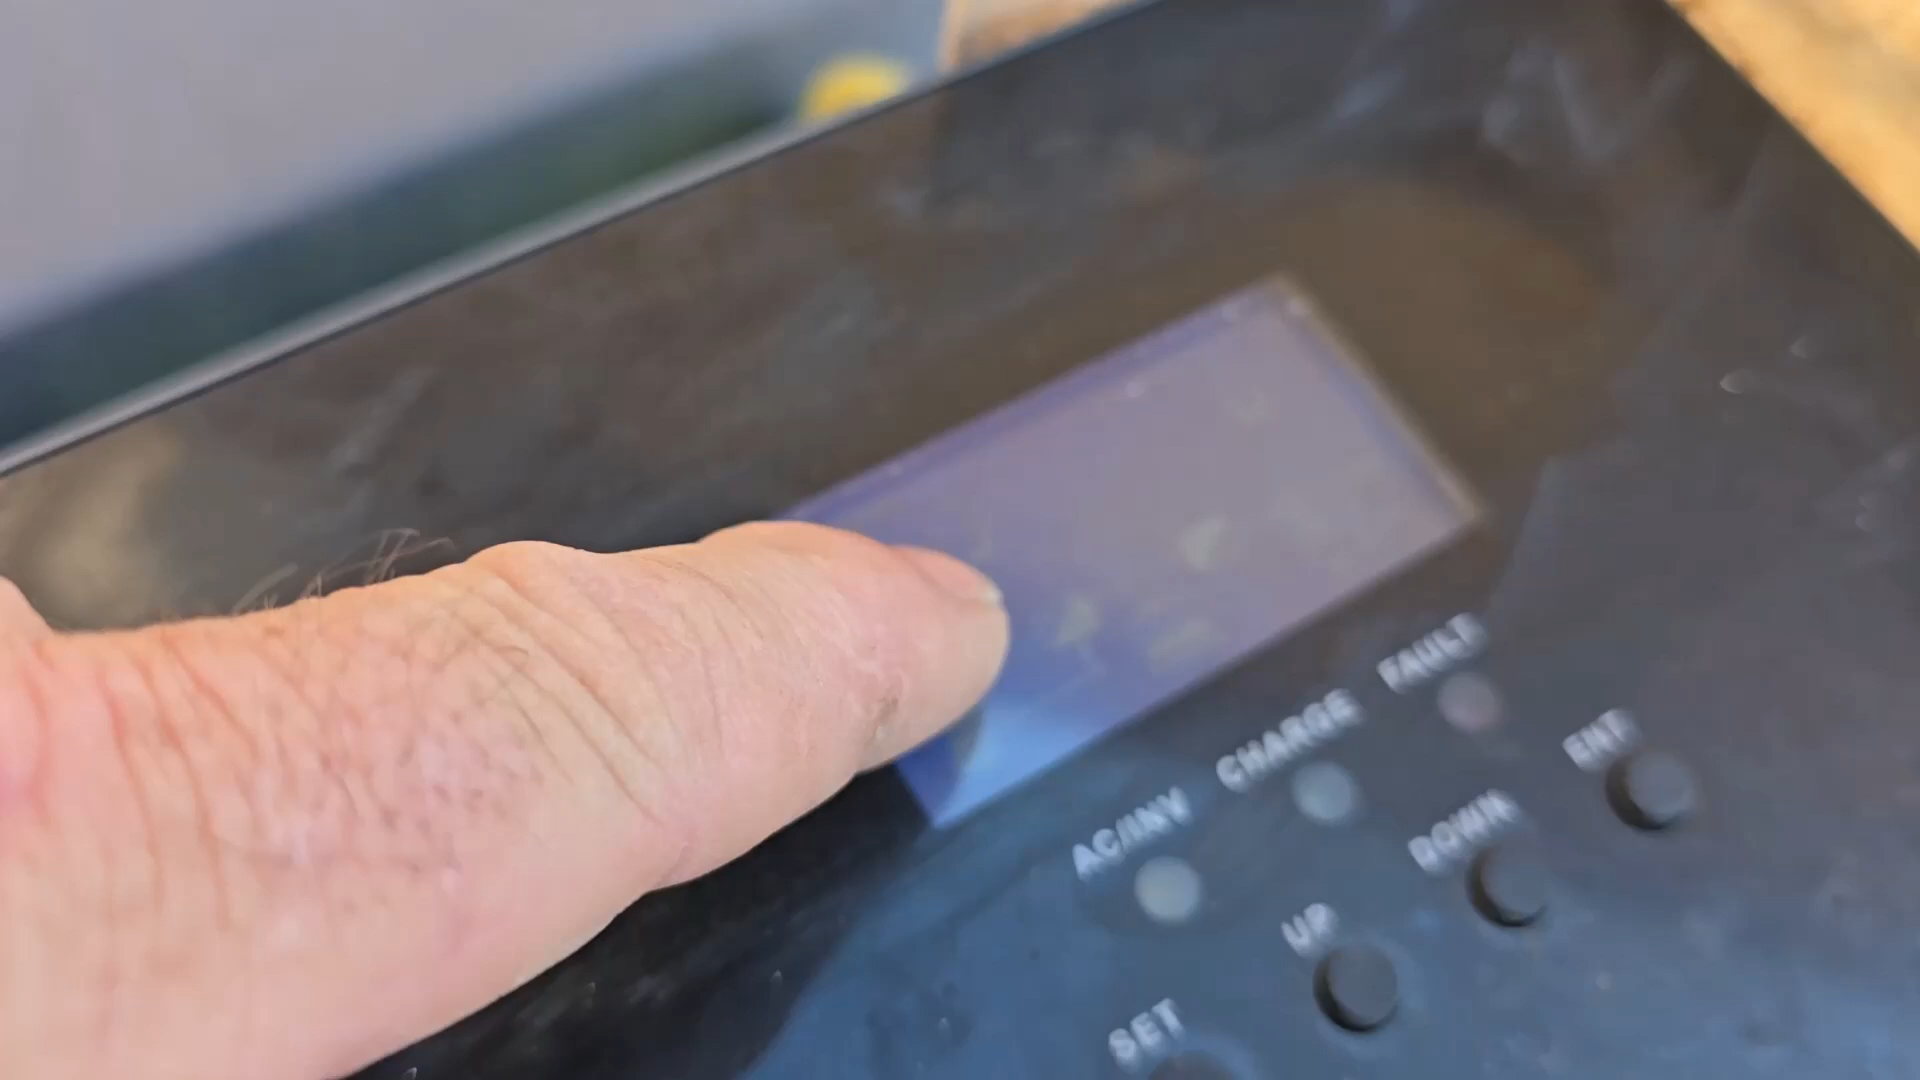 AC/INV
CHARGE
FAULT
SET
UP
DOWN
ENT